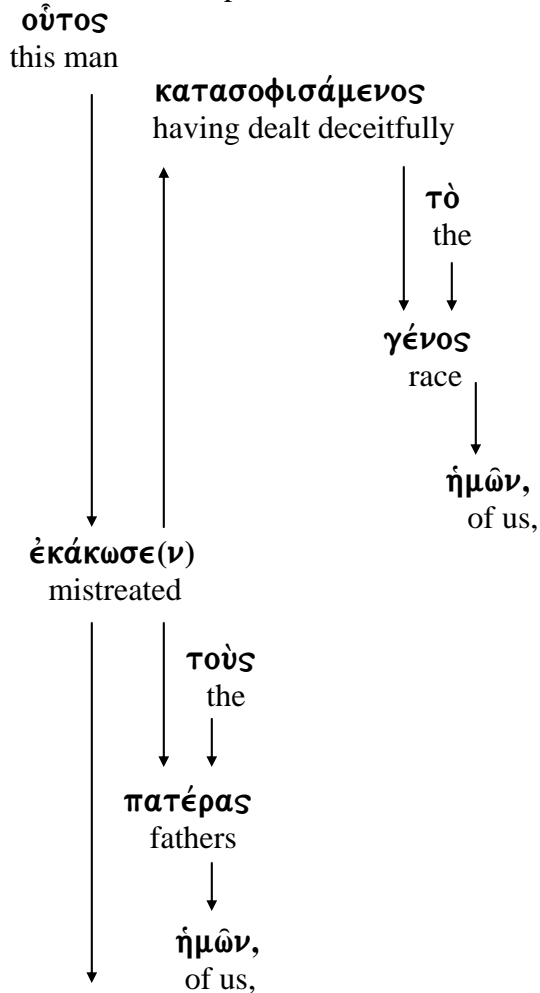 οὗτος
this man
κατασοφισάμενος
having dealt deceitfully
τὸ
the
γένος
race
ἡμῶν,
of us,
ἐκάκωσε(ν)
mistreated
τοὺς
the
πατέρας
fathers
ἡμῶν,
of us,